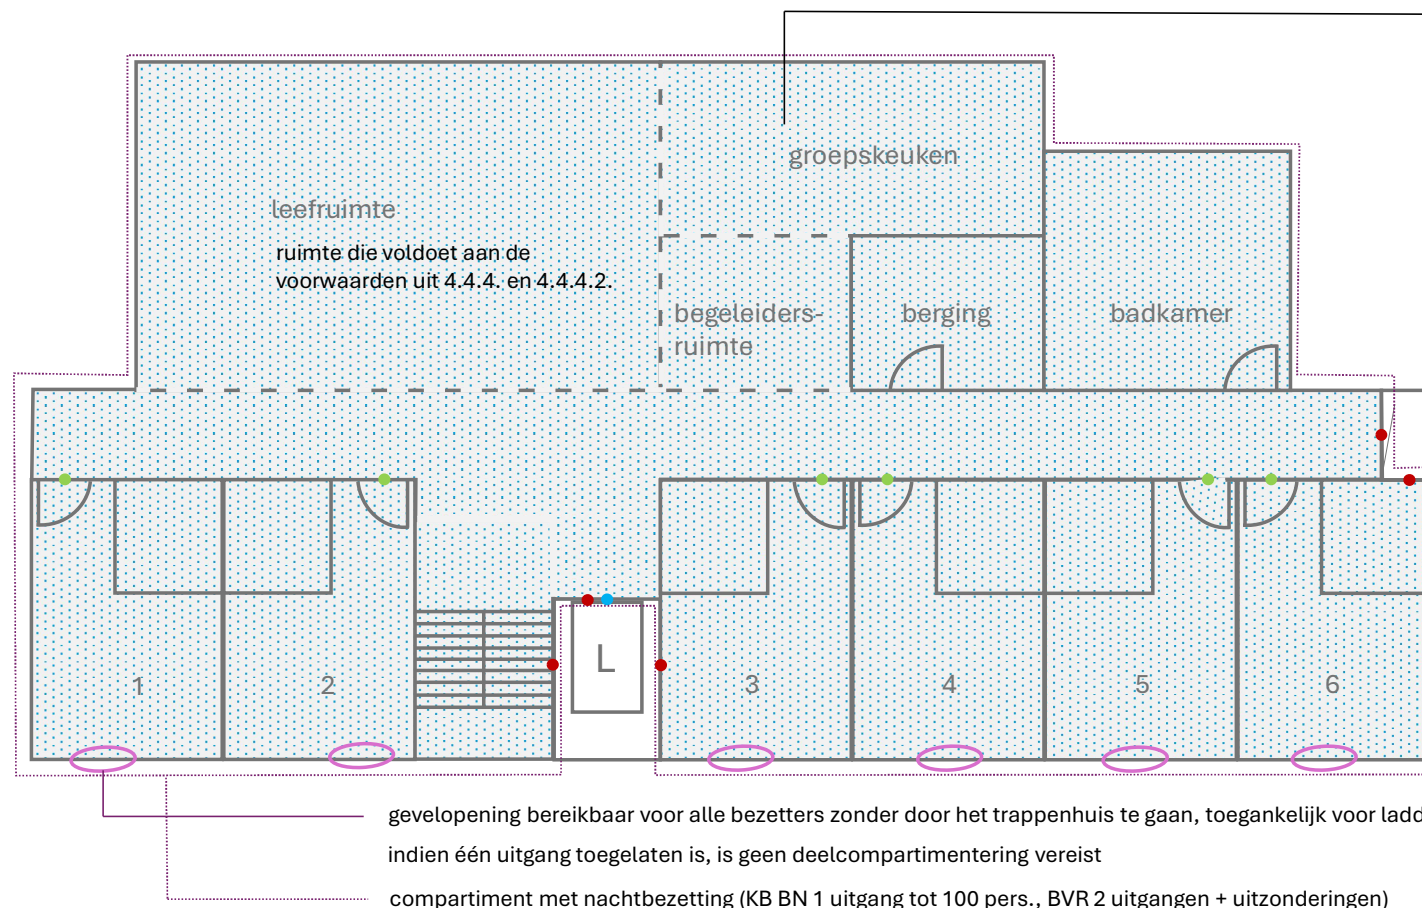 groepskeuken
leefruimte
ruimte die voldoet aan de
voorwaarden uit 4.4.4. en 4.4.4.2.
begeleiders-
ruimte
berging
badkamer
L
1
2
3
4
5
6
gevelopening bereikbaar voor alle bezetters zonder door het trappenhuis te gaan, toegankelijk voor
indien één uitgang toegelaten is, is geen deelcompartimentering vereist
compartiment met nachtbezetting (KB BN 1 uitgang tot 100 pers., BVR 2 uitgangen + uitzonderingen)